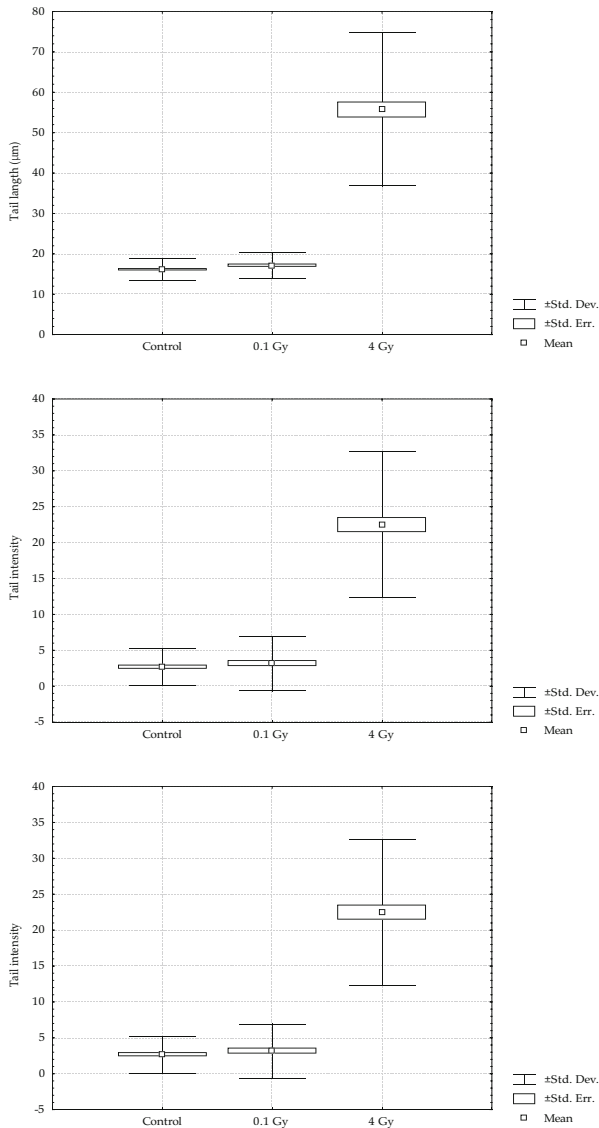 80
70
60
50
40
30
20
10
0
Tail langth (µm)
Control 0.1 Gy 4 Gy
±Std. Dev.
±Std. Err.
Mean
40
35
30
25
20
15
10
5
0
-5
Tail intensity
Control 0.1 Gy 4 Gy
±Std. Dev.
±Std. Err.
Mean
40
35
30
25
20
15
10
5
0
-5
Tail intensity
Control 0.1 Gy 4 Gy
±Std. Dev.
±Std. Err.
Mean